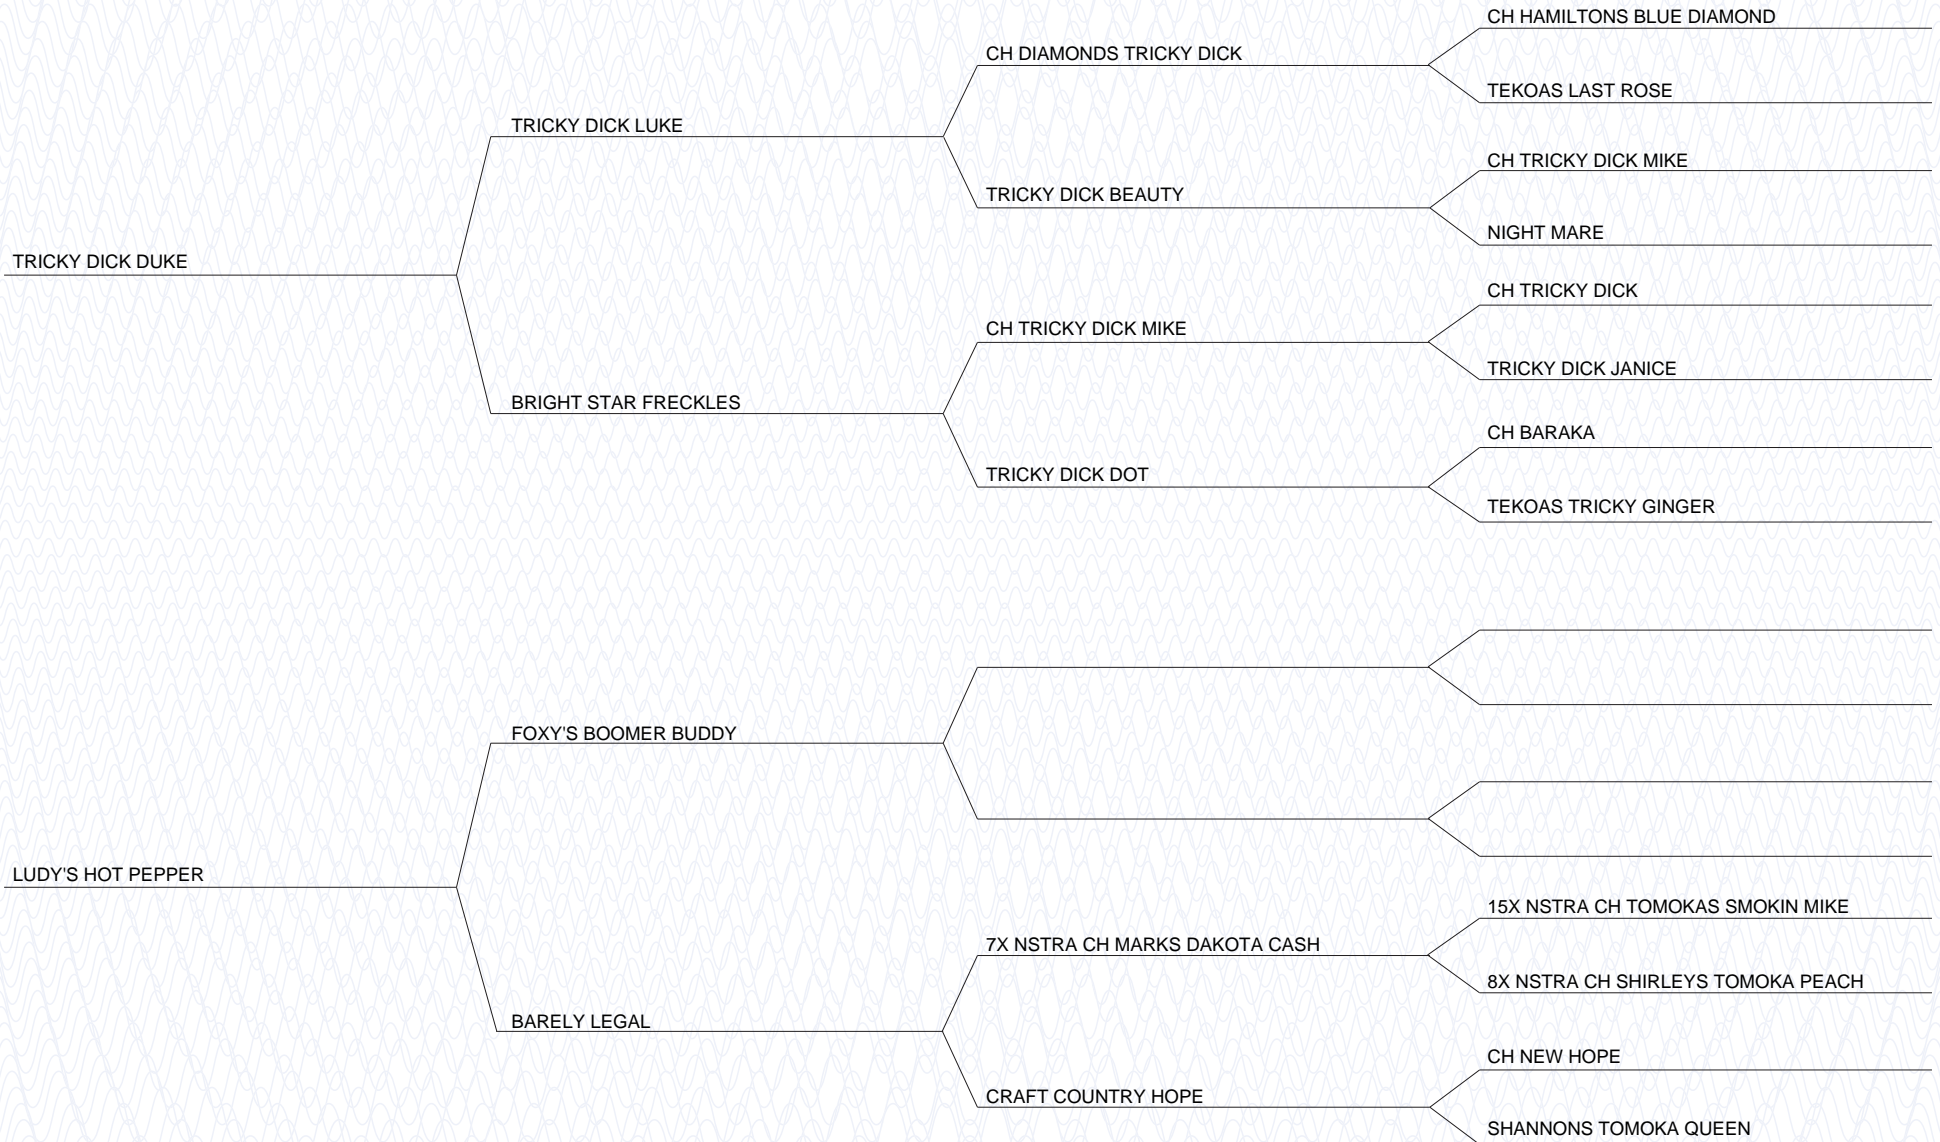 CH HAMILTONS BLUE DIAMOND
CH DIAMONDS TRICKY DICK
TEKOAS LAST ROSE
TRICKY DICK LUKE
CH TRICKY DICK MIKE
TRICKY DICK BEAUTY
NIGHT MARE
TRICKY DICK DUKE
CH TRICKY DICK
CH TRICKY DICK MIKE
TRICKY DICK JANICE
BRIGHT STAR FRECKLES
CH BARAKA
TRICKY DICK DOT
TEKOAS TRICKY GINGER
FOXY'S BOOMER BUDDY
LUDY'S HOT PEPPER
15X NSTRA CH TOMOKAS SMOKIN MIKE
7X NSTRA CH MARKS DAKOTA CASH
8X NSTRA CH SHIRLEYS TOMOKA PEACH
BARELY LEGAL
CH NEW HOPE
CRAFT COUNTRY HOPE
SHANNONS TOMOKA QUEEN